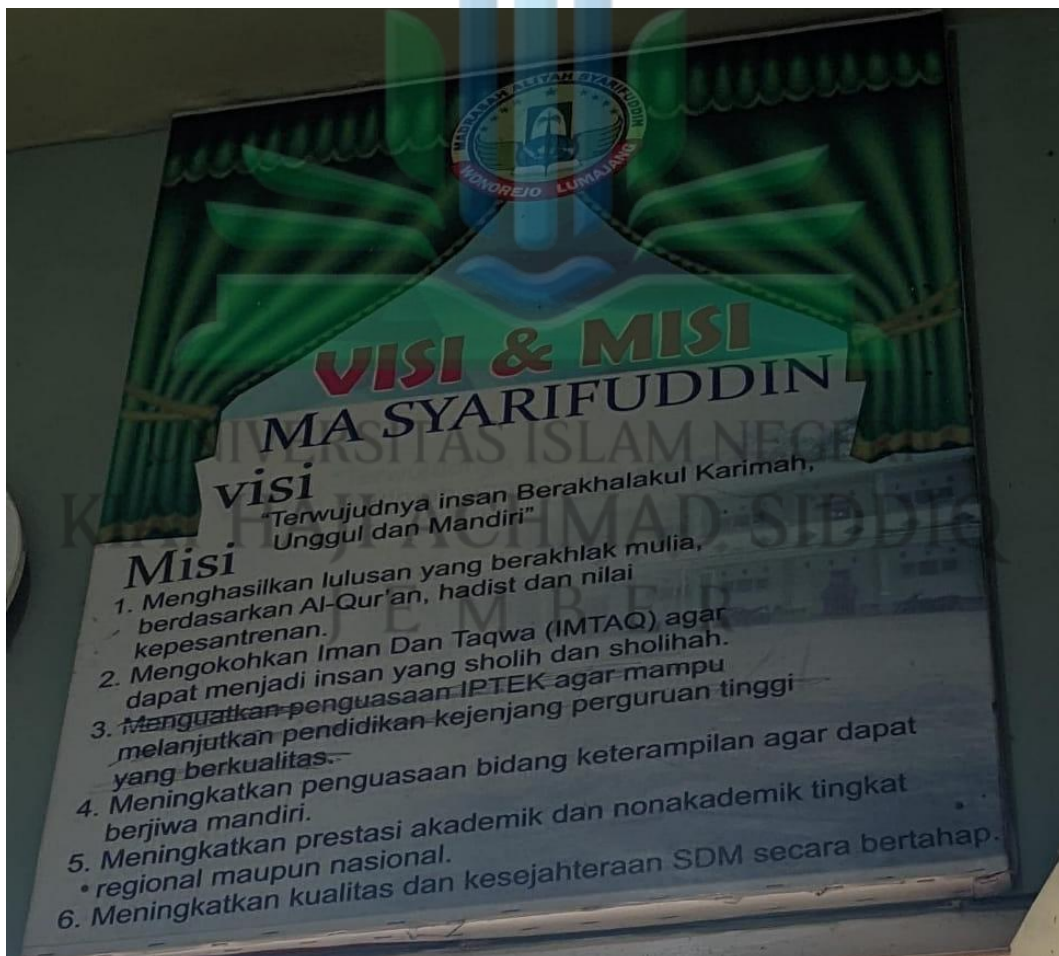 MADRALAH ALIYAH SYARIFUDDIN
WONOREJO LUMAJANG
VISI & MISI
MA SYARIFUDDIN
visi
"Terwujudnya insan Berakhalakul Karimah,
Unggul dan Mandiri"
Misi
1. Menghasilkan lulusan yang berakhlak mulia,
berdasarkan Al-Qur'an, hadist dan nilai
kepesantrenan.
2. Mengokohkan Iman Dan Taqwa (IMTAQ) agar
dapat menjadi insan yang sholih dan sholihah.
3. Menguatkan penguasaan IPTEK agar mampu
melanjutkan pendidikan kejenjang perguruan tinggi
yang berkualitas.
4. Meningkatkan penguasaan bidang keterampilan agar dapat
berjiwa mandiri.
5. Meningkatkan prestasi akademik dan nonakademik tingkat
regional maupun nasional.
6. Meningkatkan kualitas dan kesejahteraan SDM secara bertahap.
UNIVERSITAS ISLAM NEGERI
KIAI HAJI ACHMAD SIDDIQ
JEMBER